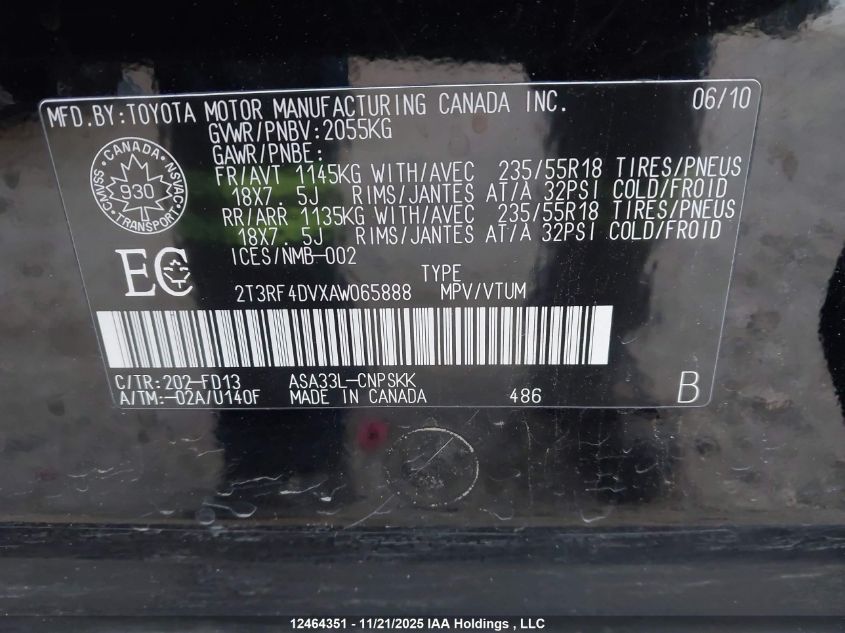 MFD.BY:TOYOTA MOTOR MANUFACTURING CANADA INC. 06/10
GVWR/PNBV:2055KG
GAWR/PNBE:
FR/AVT 1145KG WITH/AVEC 235/55R18 TIRES/PNEUS
18X7.5J RIMS/JANTES AT/A 32PSI COLD/FROID
RR/ARR 1135KG WITH/AVEC 235/55R18 TIRES/PNEUS
18X7.5J RIMS/JANTES AT/A 32PSI COLD/FROID
ICES/NMB-002
CANADA
CMVSS 930 NSVAC
TRANSPORT
EC
TYPE
2T3RF4DVXAW065888 MPV/VTUM
C/TR:202-FD13 ASA33L-CNPSKK
A/TM:-02A/U140F MADE IN CANADA 486 B
12464351 - 11/21/2025 IAA Holdings , LLC